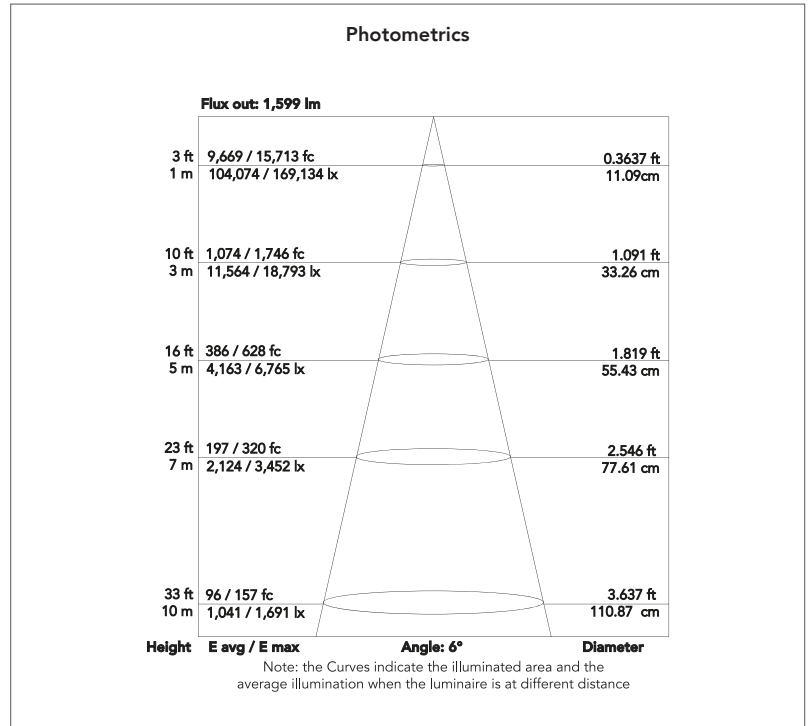 Photometrics
Flux out: 1,599 lm
3 ft 9,669 / 15,713 fc 0.3637 ft
1 m 104,074 / 169,134 lx 11.09cm
10 ft 1,074 / 1,746 fc 1.091 ft
3 m 11,564 / 18,793 lx 33.26 cm
16 ft 386 / 628 fc 1.819 ft
5 m 4,163 / 6,765 lx 55.43 cm
23 ft 197 / 320 fc 2.546 ft
7 m 2,124 / 3,452 lx 77.61 cm
33 ft 96 / 157 fc 3.637 ft
10 m 1,041 / 1,691 lx 110.87 cm
Height E avg / E max Angle: 6° Diameter
Note: the Curves indicate the illuminated area and the
average illumination when the luminaire is at different distance